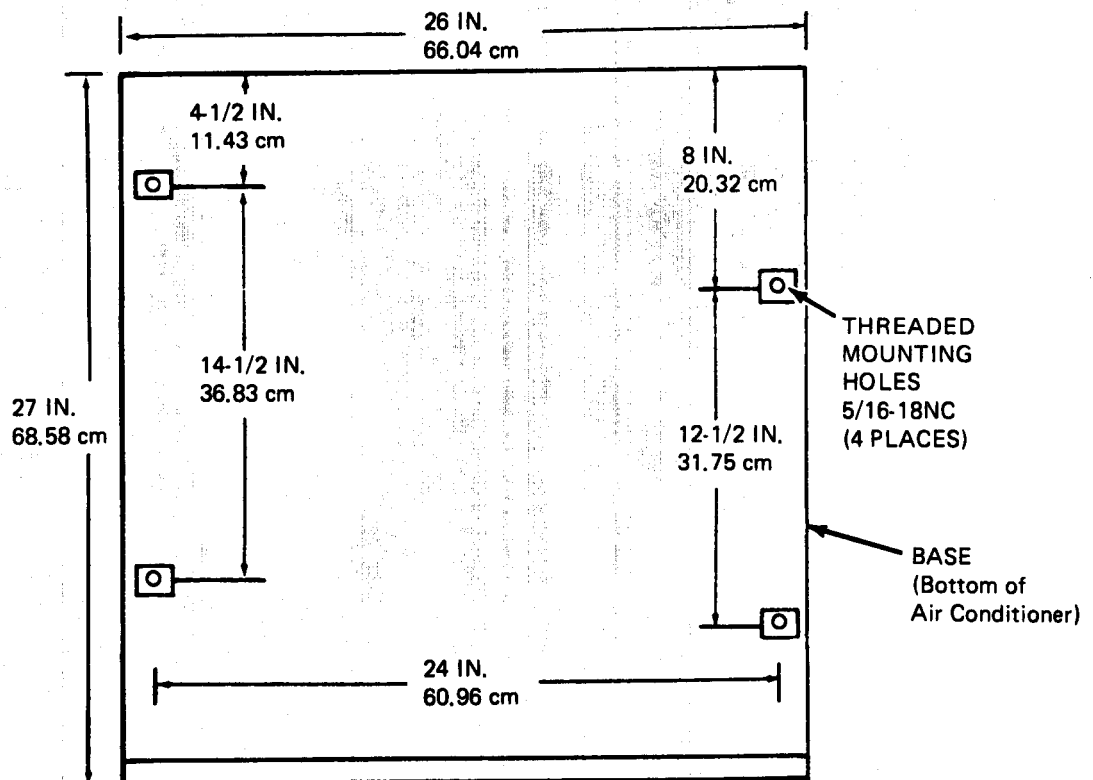 26 IN.
66.04 cm
4-1/2 IN.
11.43 cm
8 IN.
20.32 cm
THREADED
MOUNTING
HOLES
5/16-18NC
(4 PLACES)
14-1/2 IN.
36.83 cm
27 IN.
68.58 cm
12-1/2 IN.
31.75 cm
BASE
(Bottom of
Air Conditioner)
24 IN.
60.96 cm